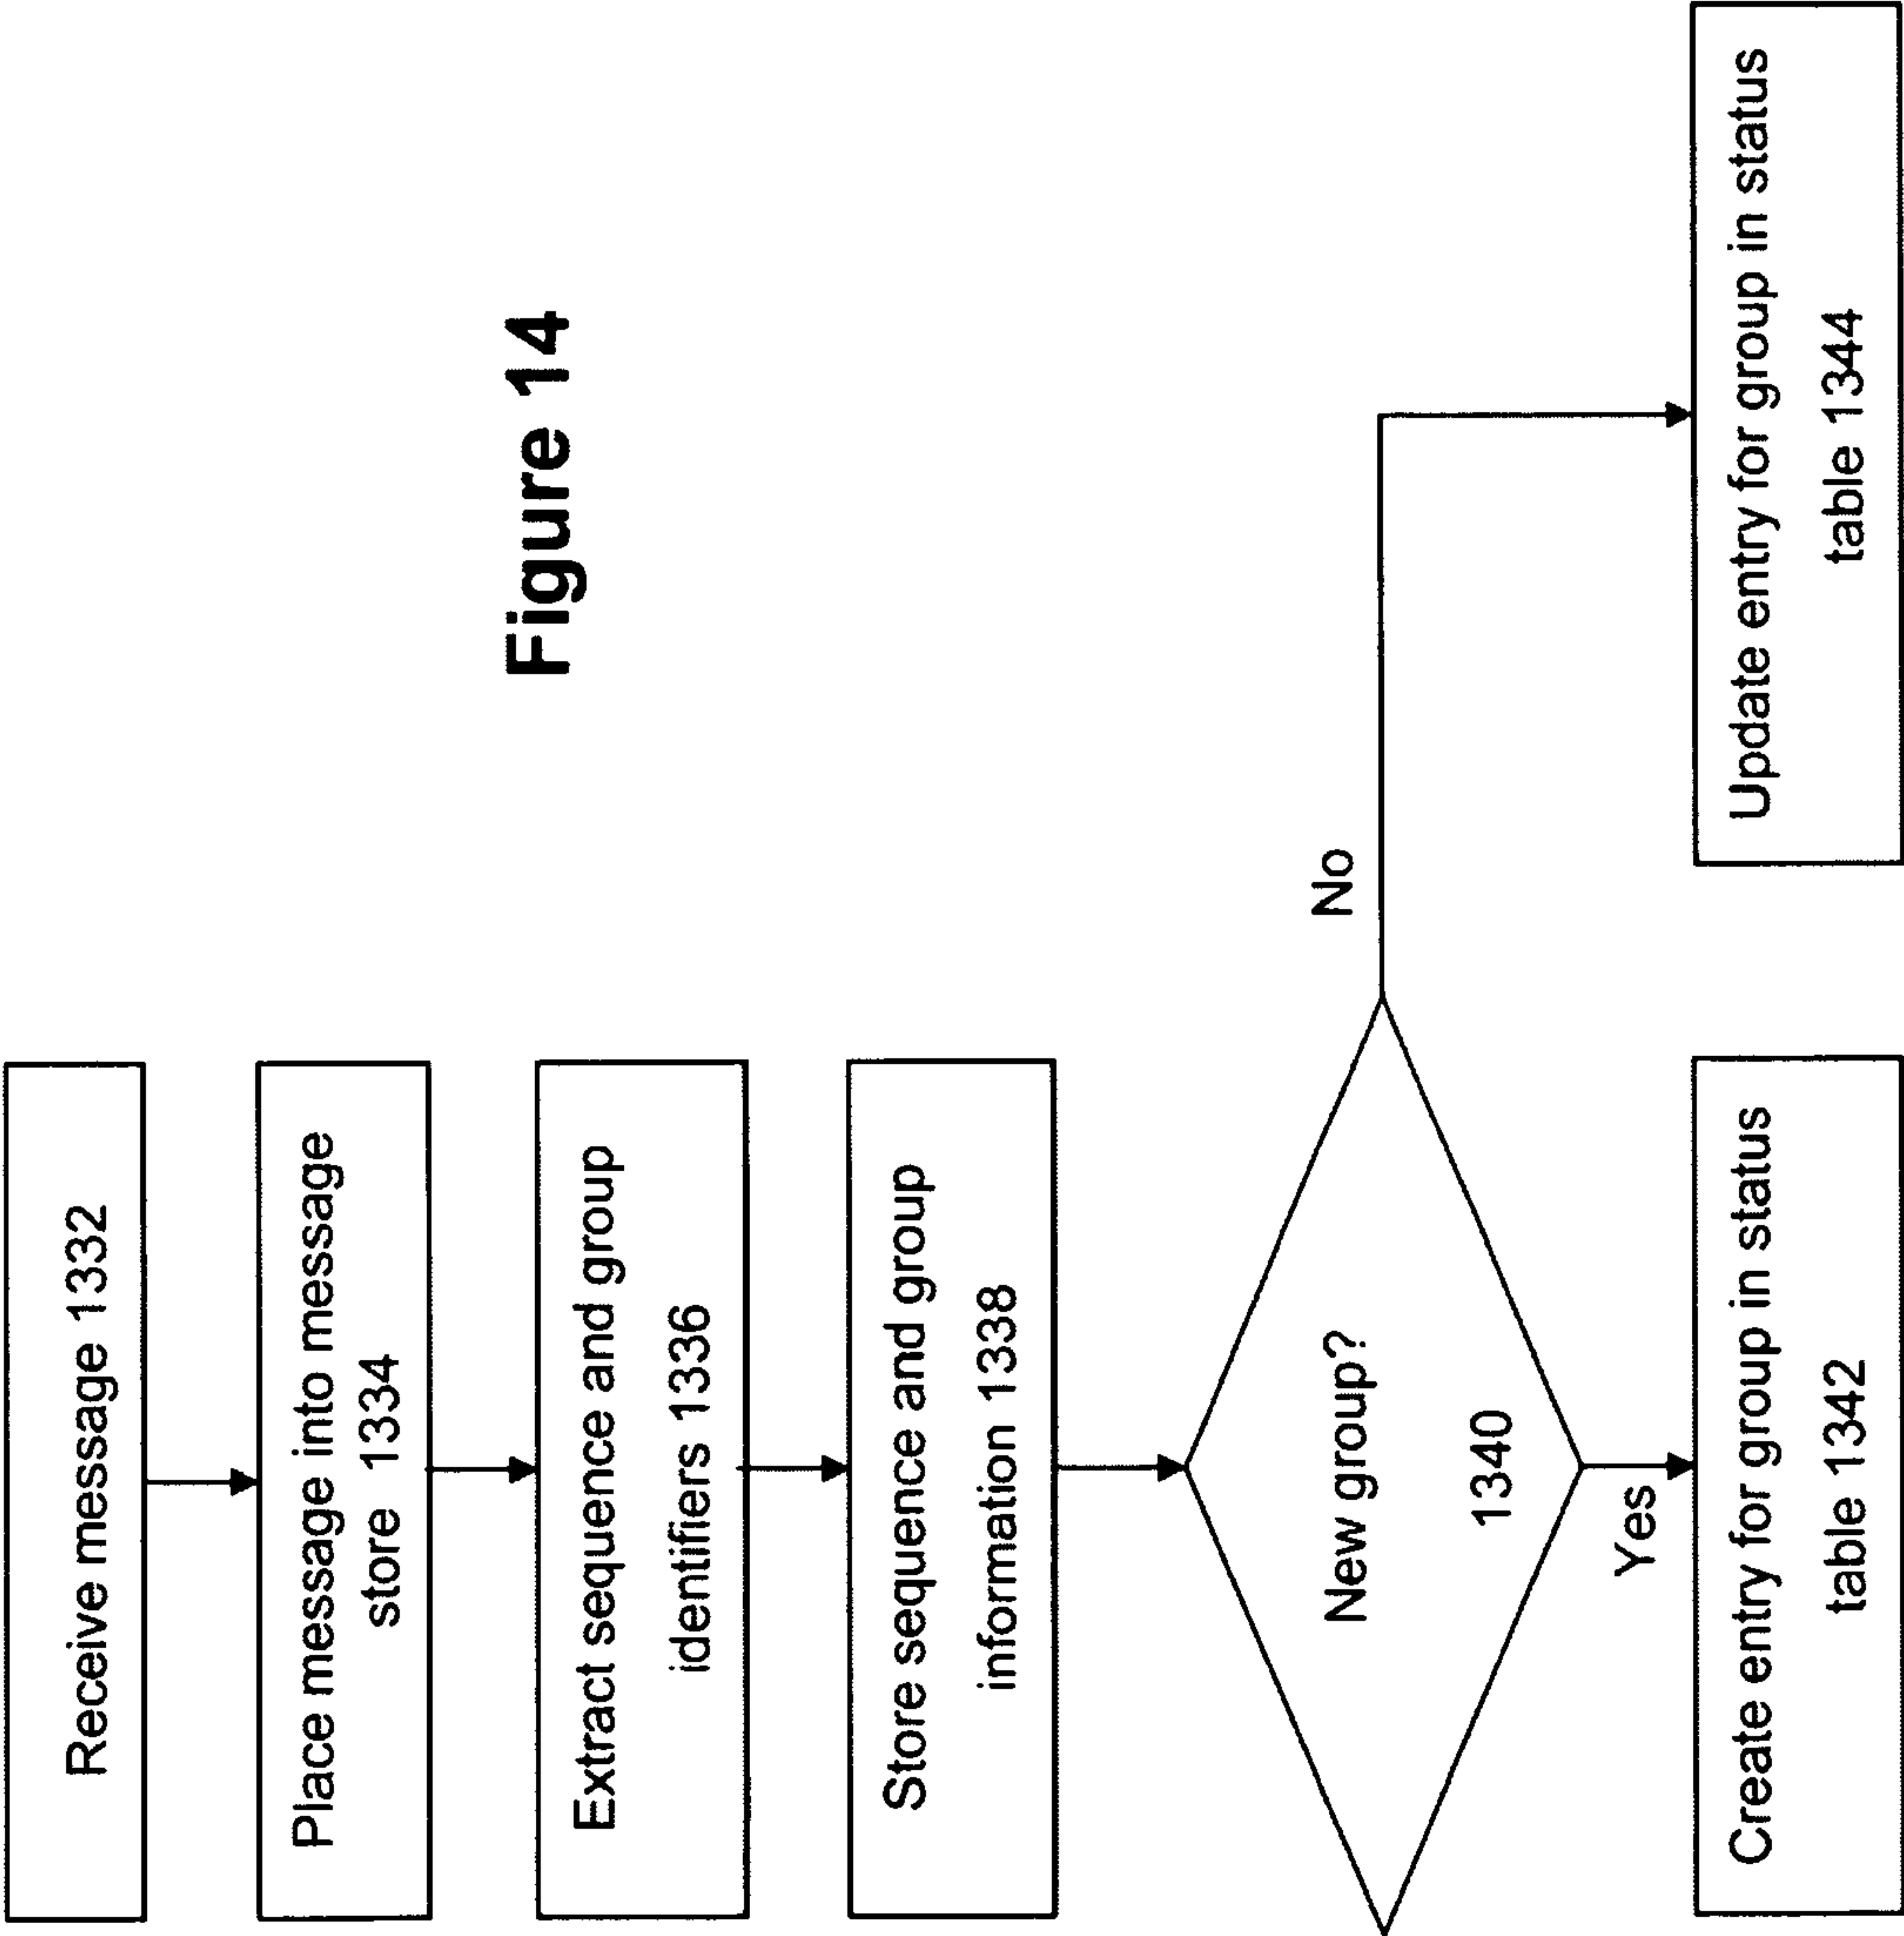 Receive message 1332
Place message into message
store 1334
Extract sequence and group
identifiers 1336
Store sequence and group
information 1338
New group?
1340
No
Yes
Create entry for group in status
table 1342
Update entry for group in status
table 1344
Figure 14